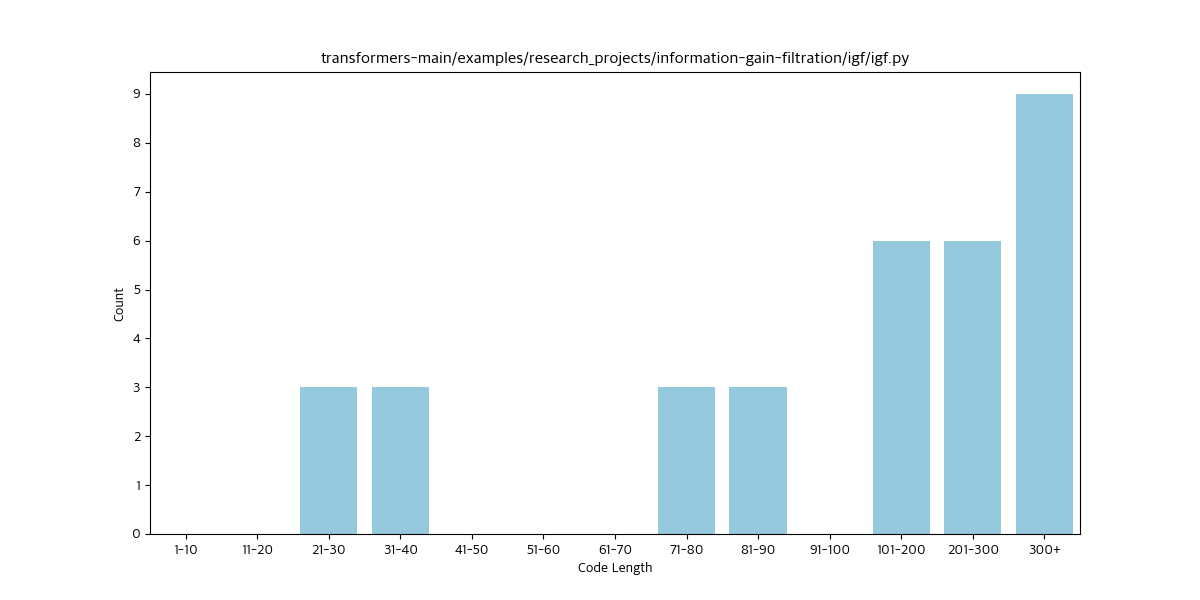 transformers-main/examples/research_projects/information-gain-filtration/igf/igf.py
9
8
7
6
5
4
3
2
1
0
Count
1-10 11-20 21-30 31-40 41-50 51-60 61-70 71-80 81-90 91-100 101-200 201-300 300+
Code Length